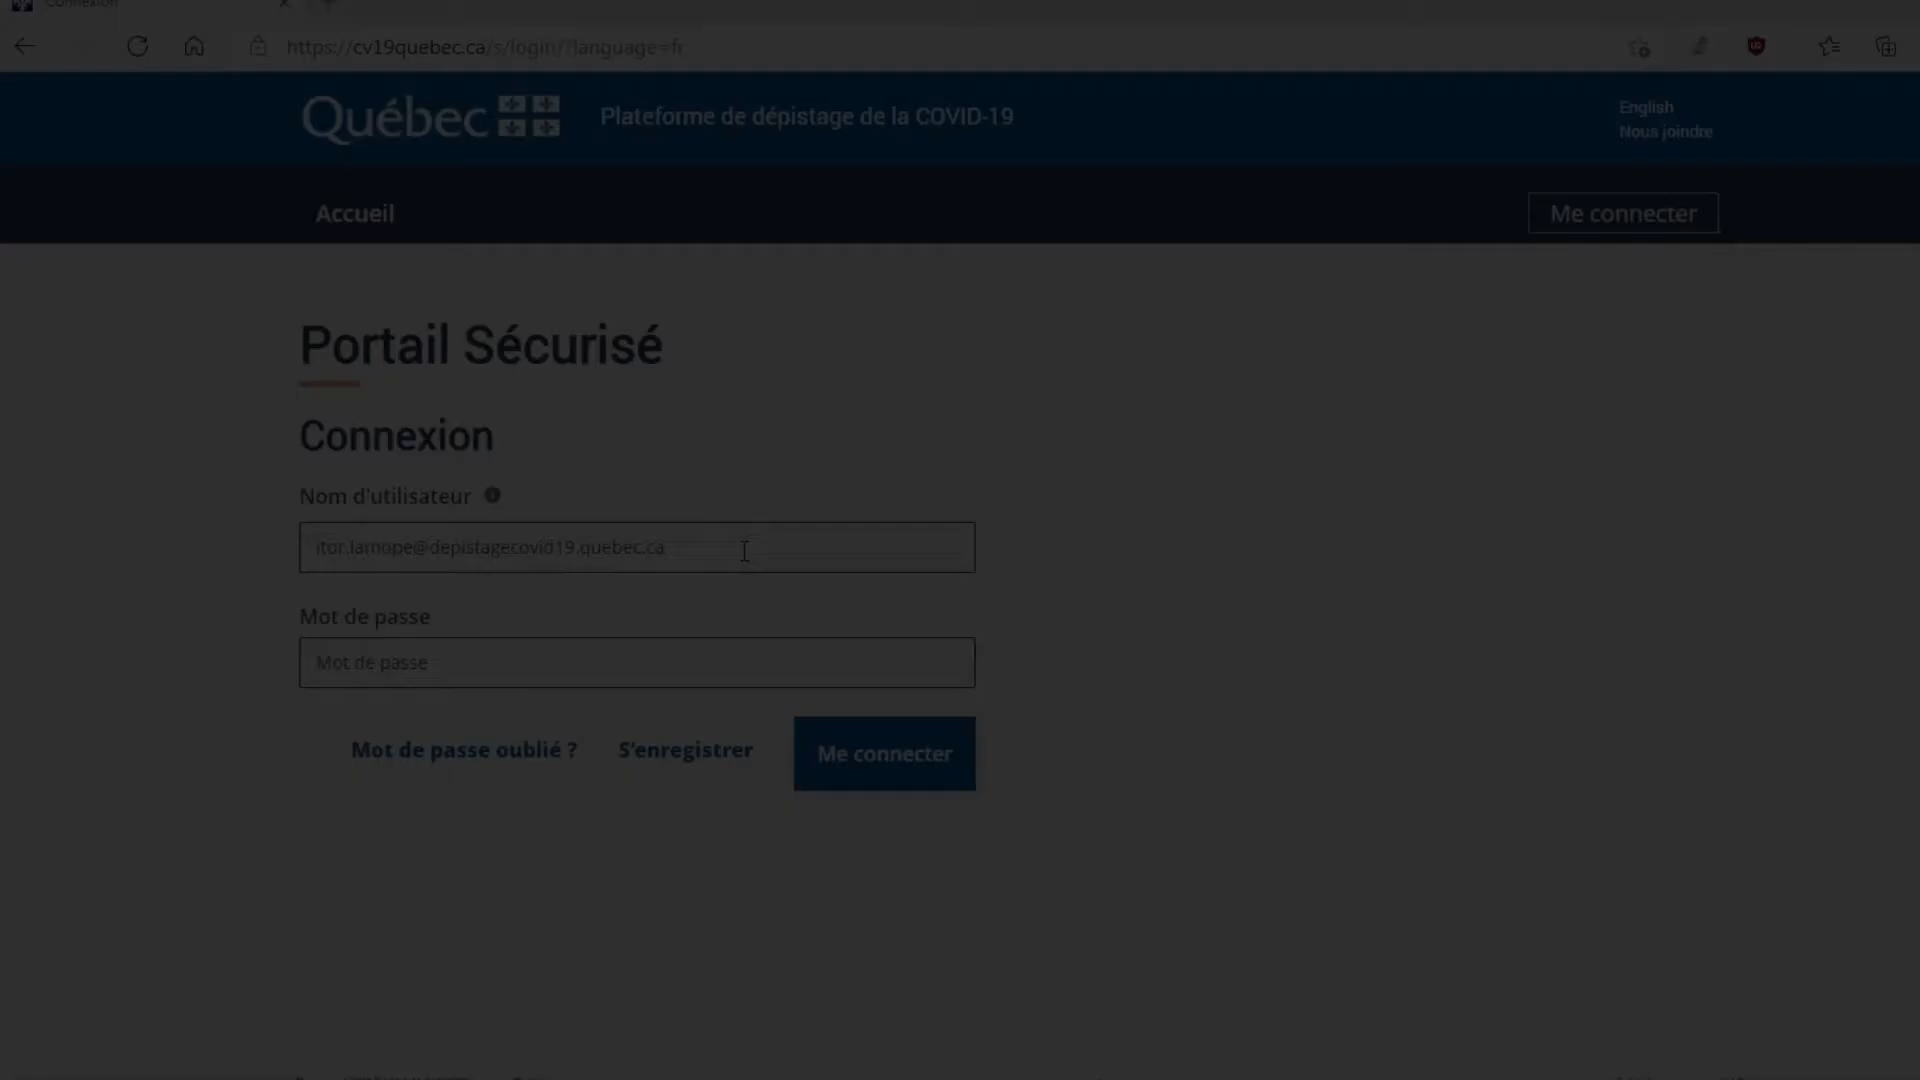 Connexion
https://cv19quebec.ca/s/login/?language=fr
Québec
Plateforme de dépistage de la COVID-19
English
Nous joindre
Accueil
Me connecter
Portail Sécurisé
Connexion
Nom d'utilisateur
itor.lamope@depistagecovid19.quebec.ca
Mot de passe
Mot de passe
Mot de passe oublié ?
S'enregistrer
Me connecter